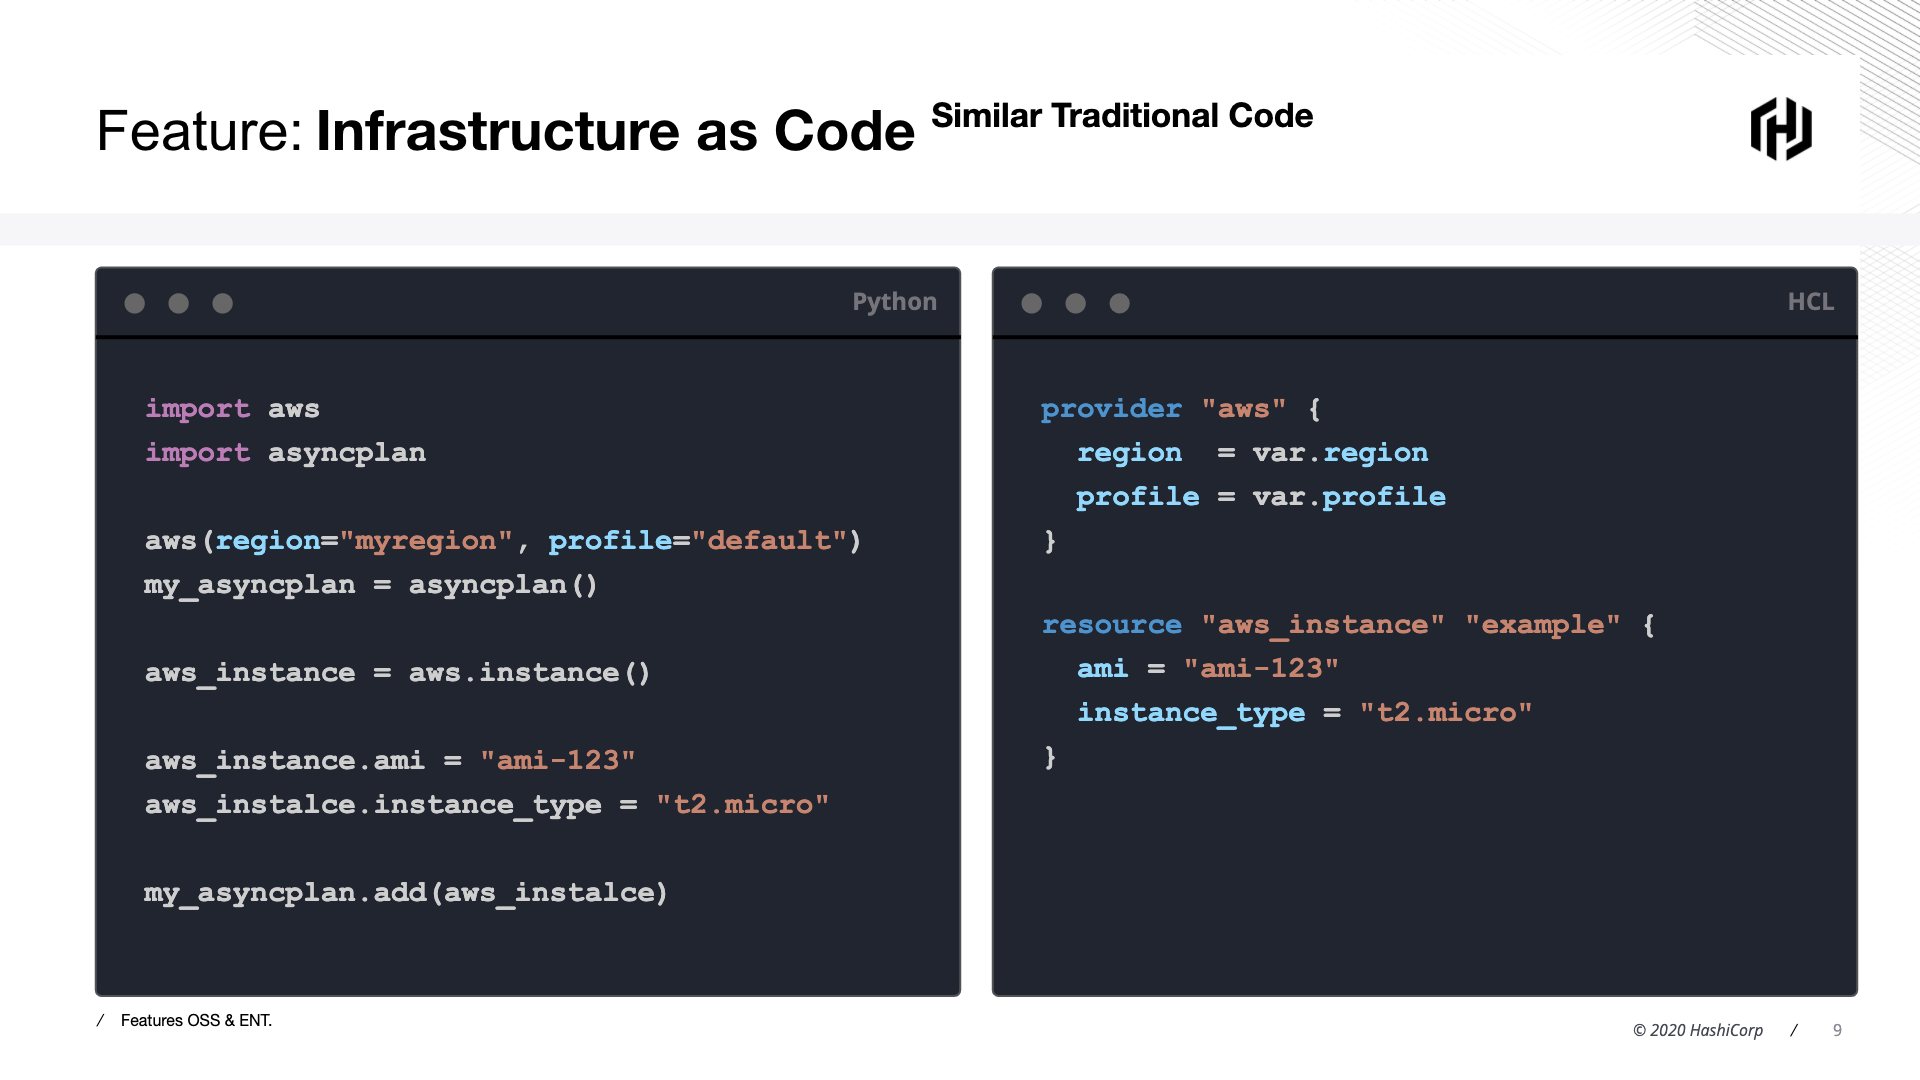 Feature: Infrastructure as Code Similar Traditional Code
Python
import aws
import asyncplan
aws(region="myregion", profile="default")
my_asyncplan = asyncplan()
aws_instance = aws.instance()
aws_instance.ami = "ami-123"
aws_instalce.instance_type = "t2.micro"
my_asyncplan.add(aws_instalce)
HCL
provider "aws" {
  region  = var.region
  profile = var.profile
}
resource "aws_instance" "example" {
  ami = "ami-123"
  instance_type = "t2.micro"
}
/ Features OSS & ENT.
© 2020 HashiCorp / 9